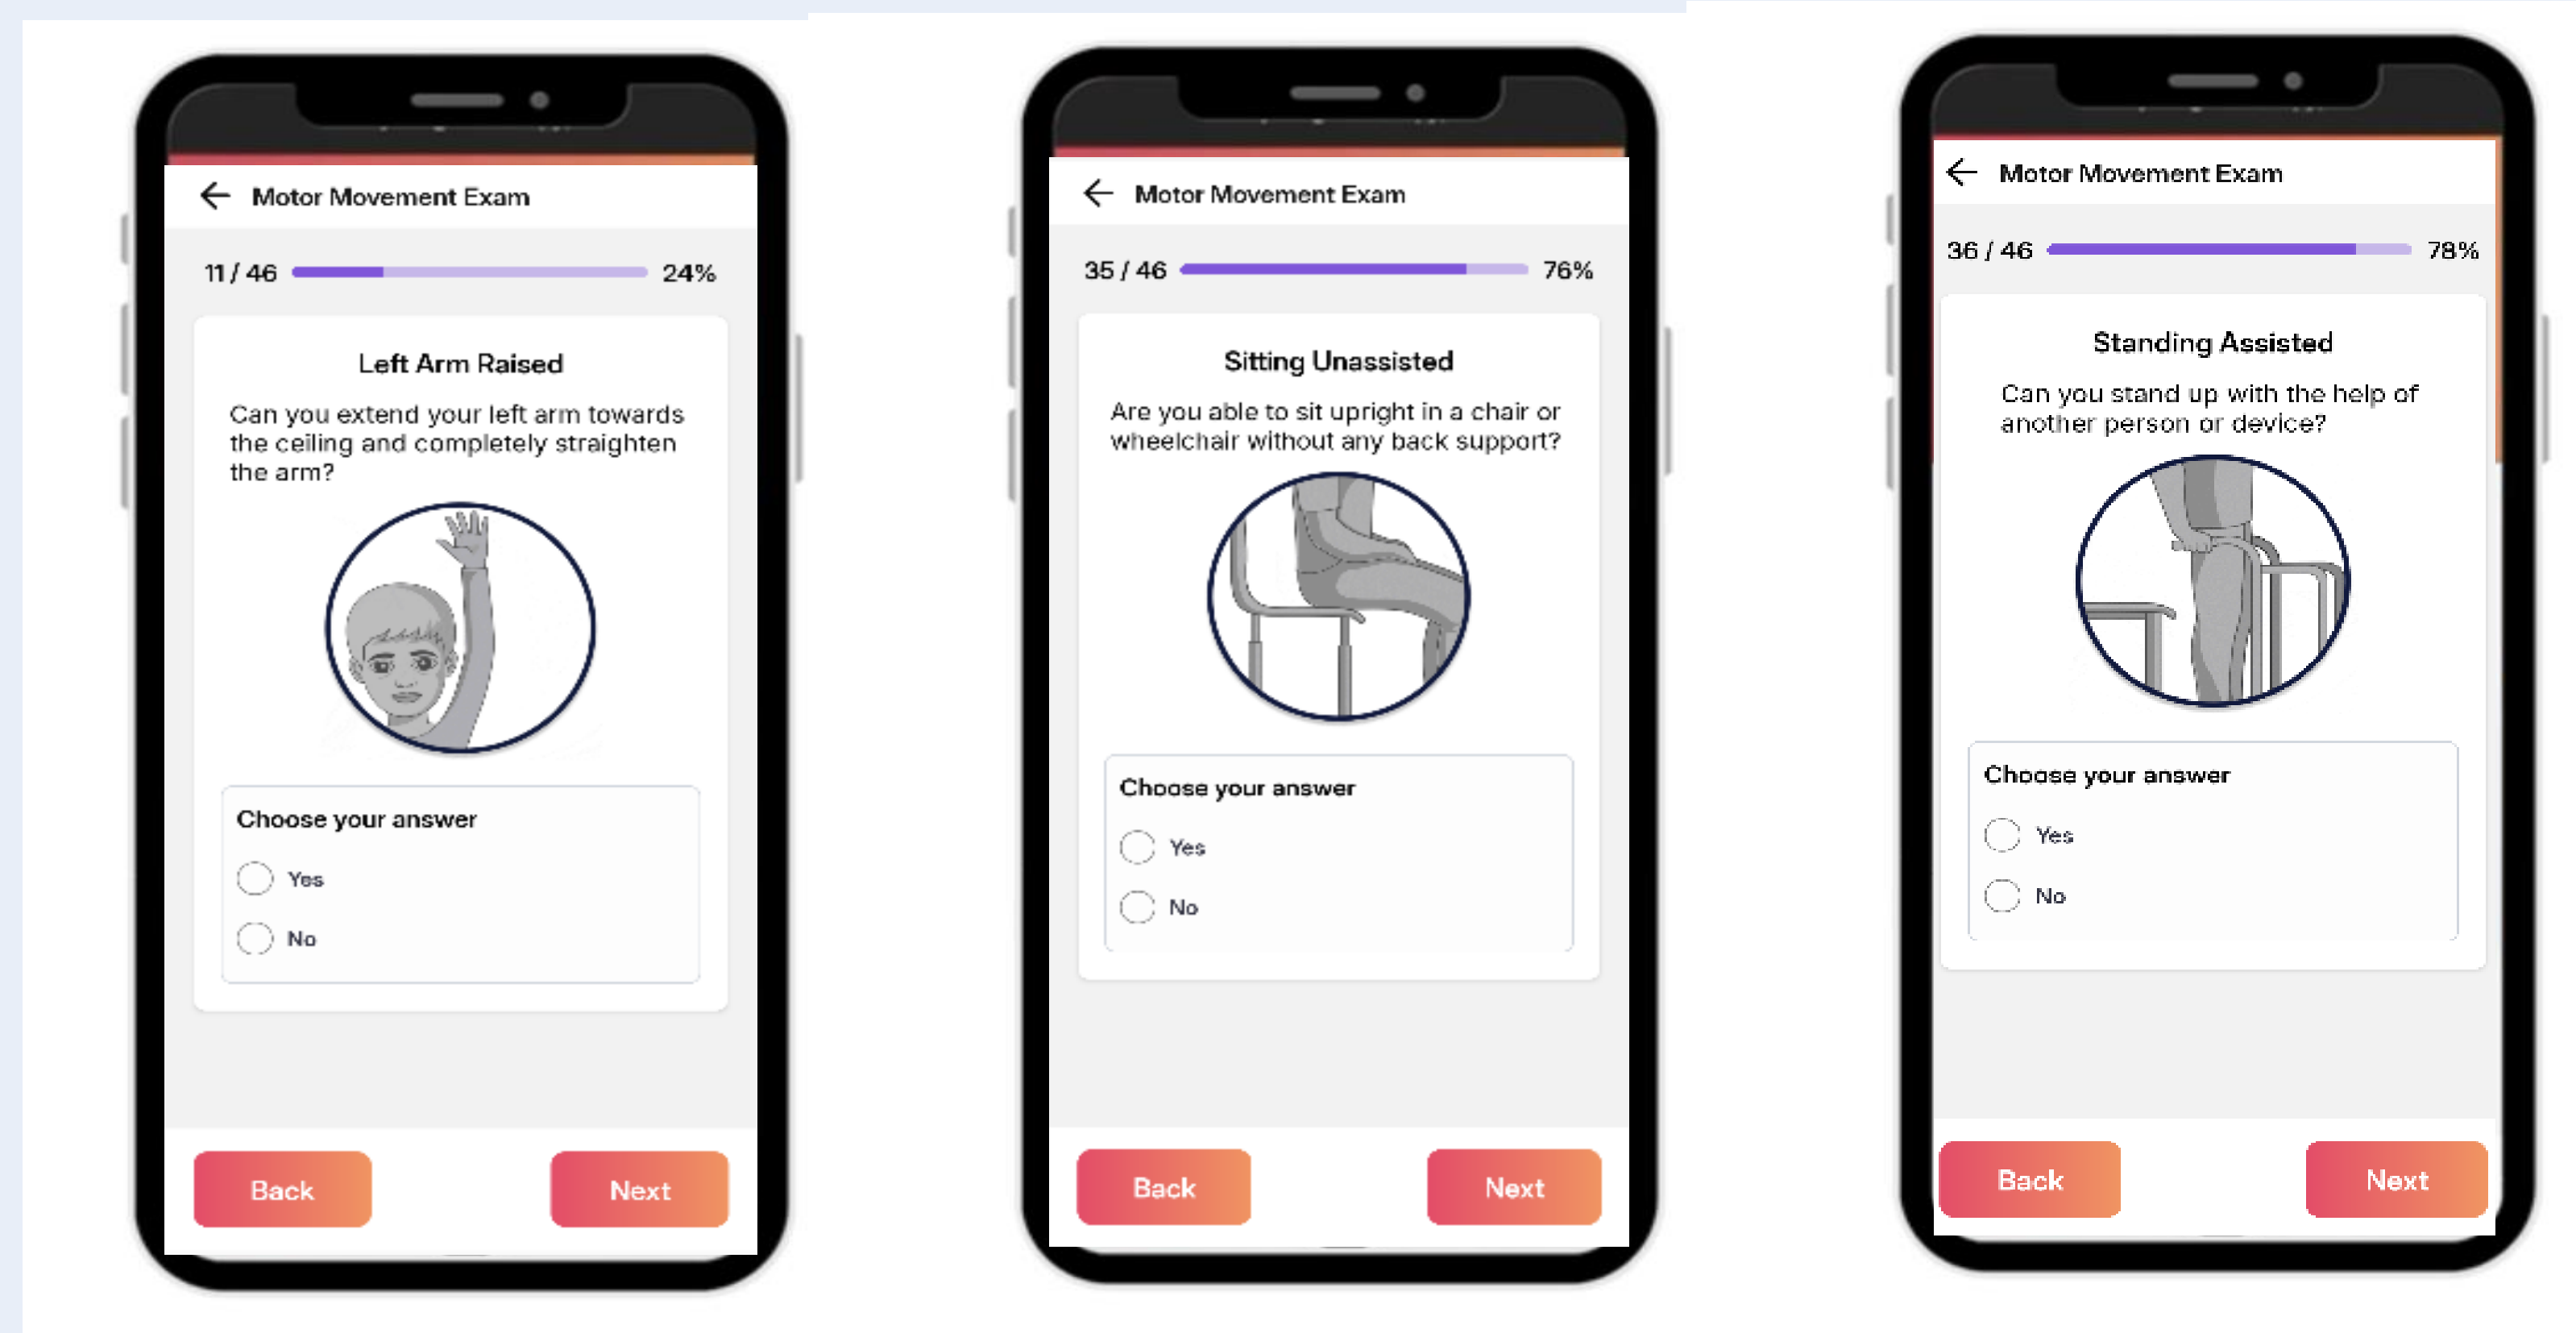 Motor Movement Exam
11 / 46
24%
Left Arm Raised
Can you extend your left arm towards
the ceiling and completely straighten
the arm?
Choose your answer
Yes
No
Back
Next
Motor Movement Exam
35 / 46
76%
Sitting Unassisted
Are you able to sit upright in a chair or
wheelchair without any back support?
Choose your answer
Yes
No
Back
Next
Motor Movement Exam
36 / 46
78%
Standing Assisted
Can you stand up with the help of
another person or device?
Choose your answer
Yes
No
Back
Next